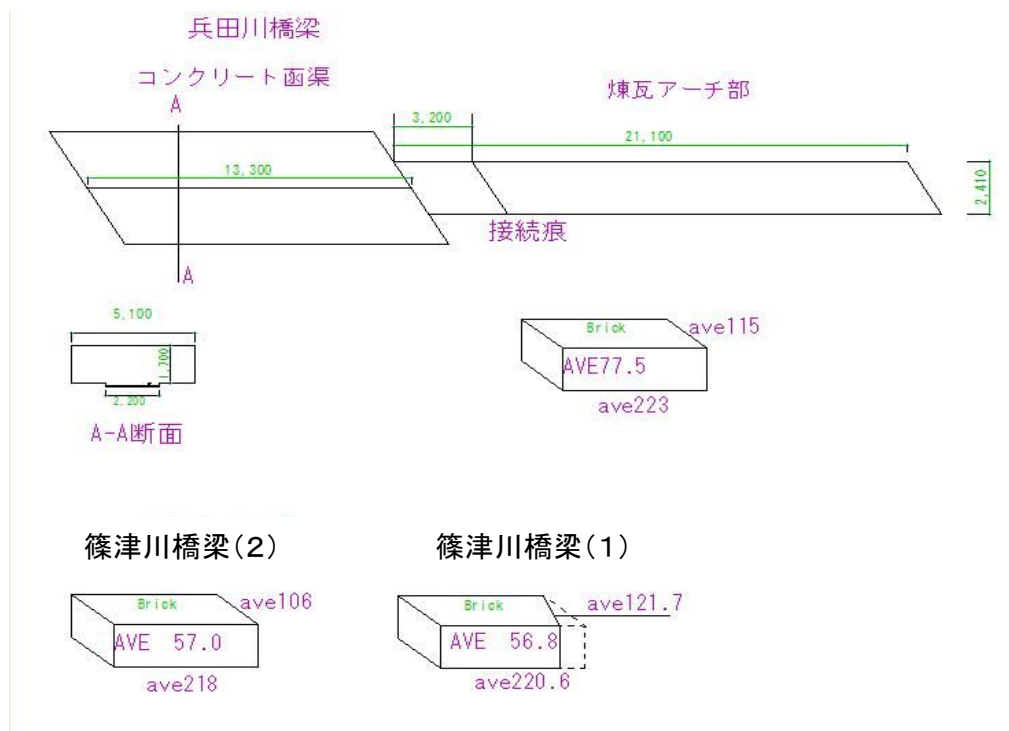 兵田川橋梁
コンクリート函渠
煉瓦アーチ部
A
3,200
21,100
13,300
2,410
接続痕
A
5,100
1,700
2,200
A-A断面
Brick
ave115
AVE77.5
ave223
篠津川橋梁(2)
篠津川橋梁(1)
Brick
ave106
AVE 57.0
ave218
Brick
ave121.7
AVE 56.8
ave220.6